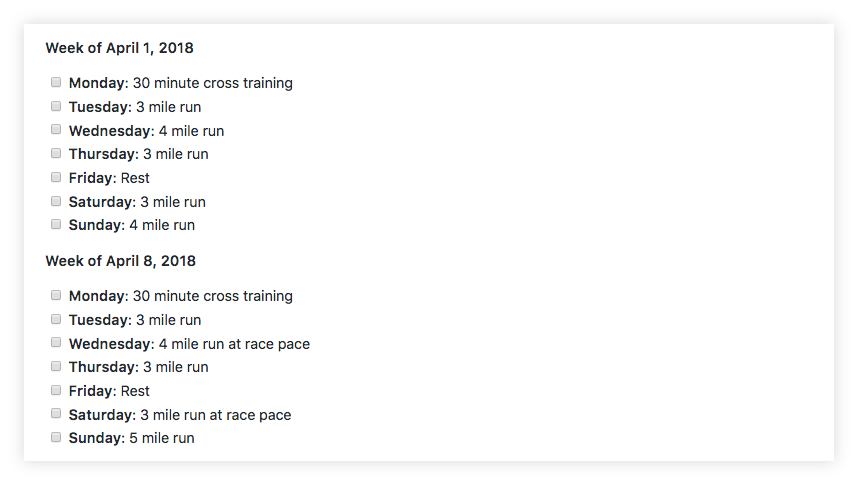 Week of April 1, 2018
Monday: 30 minute cross training
Tuesday: 3 mile run
Wednesday: 4 mile run
Thursday: 3 mile run
Friday: Rest
Saturday: 3 mile run
Sunday: 4 mile run
Week of April 8, 2018
Monday: 30 minute cross training
Tuesday: 3 mile run
Wednesday: 4 mile run at race pace
Thursday: 3 mile run
Friday: Rest
Saturday: 3 mile run at race pace
Sunday: 5 mile run